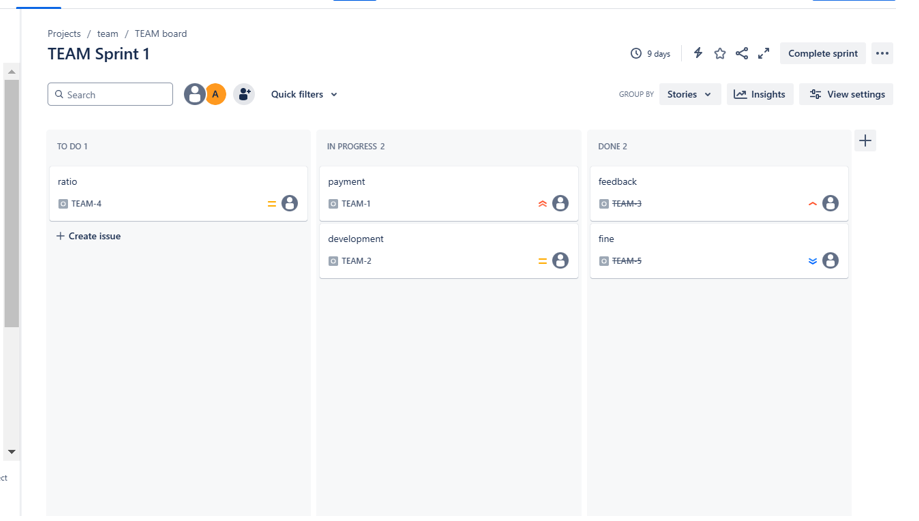 Projects / team / TEAM board
TEAM Sprint 1
9 days
Complete sprint
Search
A
Quick filters
GROUP BY Stories
Insights
View settings
TO DO 1
ratio
TEAM-4
+ Create issue
IN PROGRESS 2
payment
TEAM-1
development
TEAM-2
DONE 2
feedback
TEAM-3
fine
TEAM-5
ct